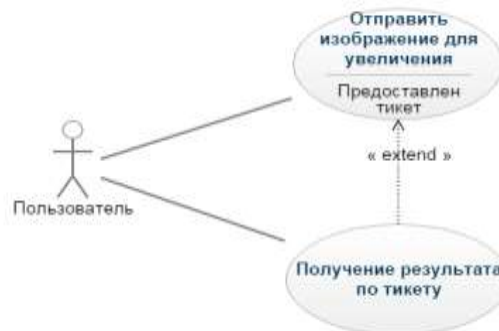 Отправить
изображение для
увеличения
Предоставлен
тикет
« extend »
Пользователь
Получение результата
по тикету